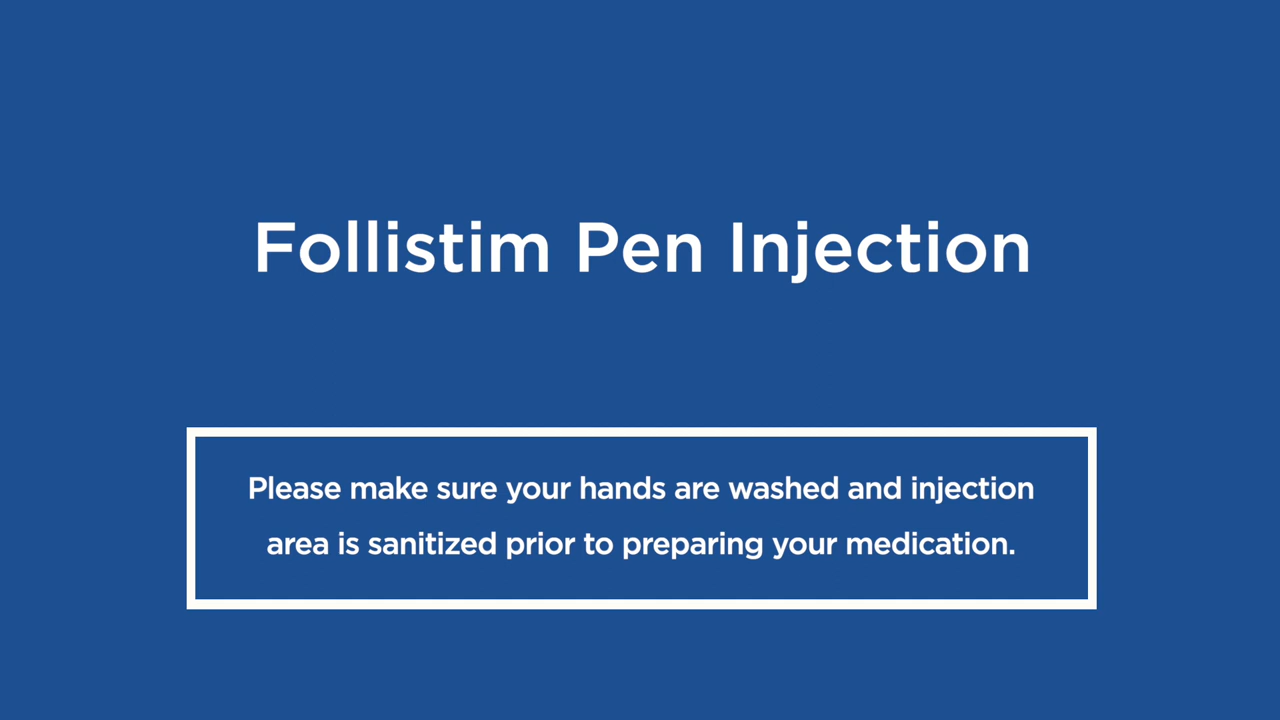 Follistim Pen Injection
Please make sure your hands are washed and injection
area is sanitized prior to preparing your medication.